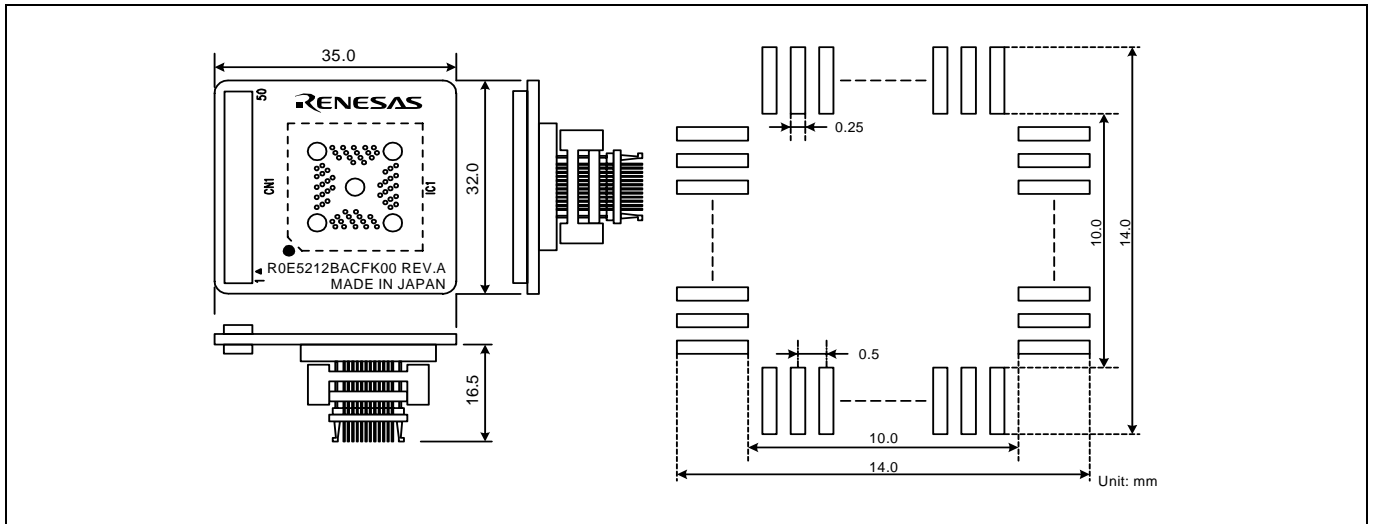 35.0
50
RENESAS
CN1
IC1
32.0
1
R0E5212BACFK00 REV.A
MADE IN JAPAN
16.5
0.25
10.0
14.0
0.5
10.0
14.0
Unit: mm